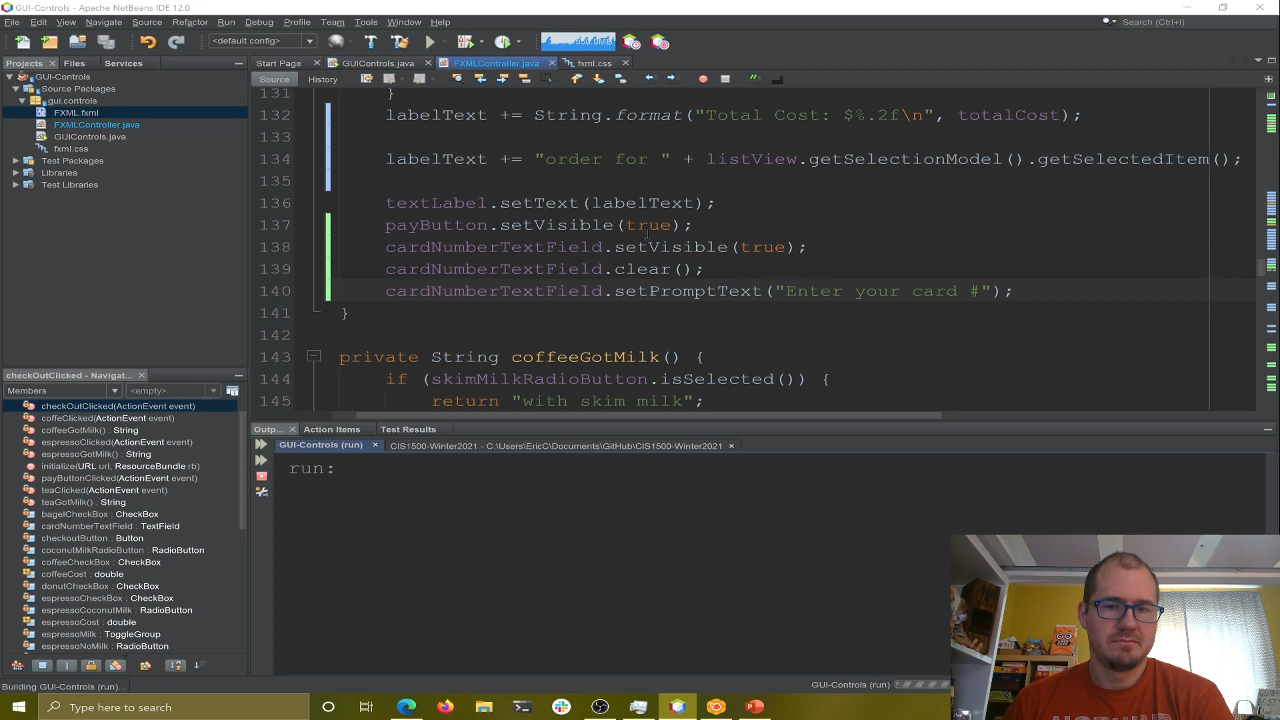 GUI-Controls - Apache NetBeans IDE 12.0
File Edit View Navigate Source Refactor Run Debug Profile Team Tools Window Help
Search (Ctrl+I)
<default config>
Projects Files Services
Start Page GUIControls.java FXMLController.java fxml.css
Source History
GUI-Controls
Source Packages
gui.controls
FXML.fxml
FXMLController.java
GUIControls.java
fxml.css
Test Packages
Libraries
Test Libraries
131 }
132 labelText += String.format("Total Cost: $%.2f\n", totalCost);
133
134 labelText += "order for " + listView.getSelectionModel().getSelectedItem();
135
136 textLabel.setText(labelText);
137 payButton.setVisible(true);
138 cardNumberTextField.setVisible(true);
139 cardNumberTextField.clear();
140 cardNumberTextField.setPromptText("Enter your card #");
141 }
142
143 private String coffeeGotMilk() {
144 if (skimMilkRadioButton.isSelected()) {
145 return "with skim milk";
checkOutClicked - Navigat...
Members <empty>
checkOutClicked(ActionEvent event)
coffeClicked(ActionEvent event)
coffeeGotMilk() : String
espressoClicked(ActionEvent event)
espressoGotMilk() : String
initialize(URL url, ResourceBundle rb)
payButtonClicked(ActionEvent event)
teaClicked(ActionEvent event)
teaGotMilk() : String
bagelCheckBox : CheckBox
cardNumberTextField : TextField
checkoutButton : Button
coconutMilkRadioButton : RadioButton
coffeeCheckBox : CheckBox
coffeeCost : double
donutCheckBox : CheckBox
espressoCheckBox : CheckBox
espressoCoconutMilk : RadioButton
espressoCost : double
espressoMilk : ToggleGroup
espressoNoMilk : RadioButton
Outp... Action Items Test Results
GUI-Controls (run) CIS1500-Winter2021 - C:\Users\EricC\Documents\GitHub\CIS1500-Winter2021
run:
Building GUI-Controls (run)...
GUI-Controls (run)
Type here to search